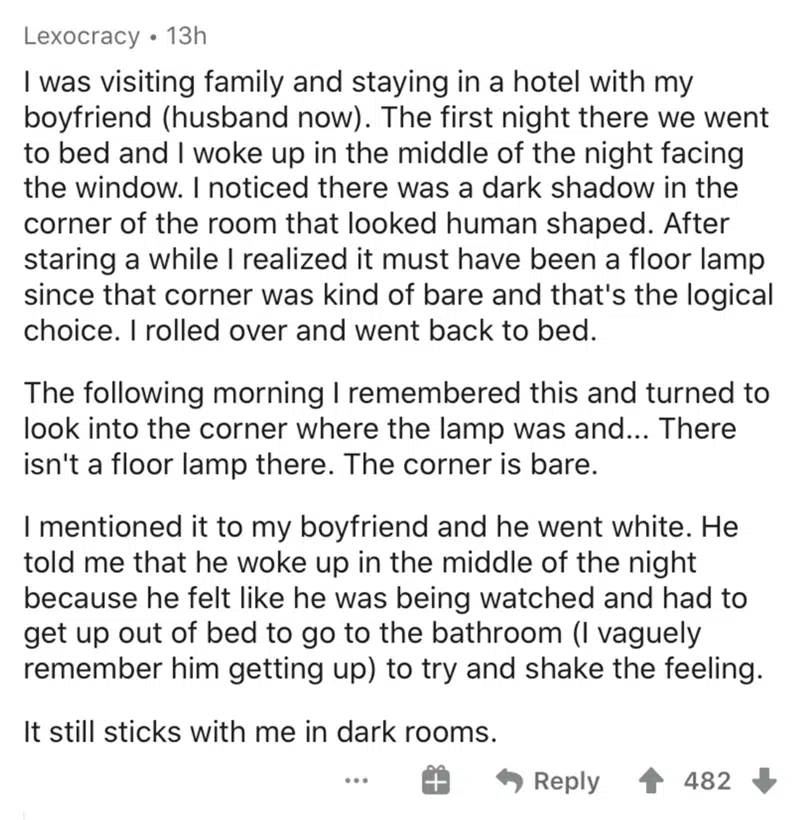 Lexocracy • 13h
I was visiting family and staying in a hotel with my
boyfriend (husband now). The first night there we went
to bed and I woke up in the middle of the night facing
the window. I noticed there was a dark shadow in the
corner of the room that looked human shaped. After
staring a while I realized it must have been a floor lamp
since that corner was kind of bare and that's the logical
choice. I rolled over and went back to bed.
The following morning I remembered this and turned to
look into the corner where the lamp was and... There
isn't a floor lamp there. The corner is bare.
I mentioned it to my boyfriend and he went white. He
told me that he woke up in the middle of the night
because he felt like he was being watched and had to
get up out of bed to go to the bathroom (I vaguely
remember him getting up) to try and shake the feeling.
It still sticks with me in dark rooms.
... Reply 482